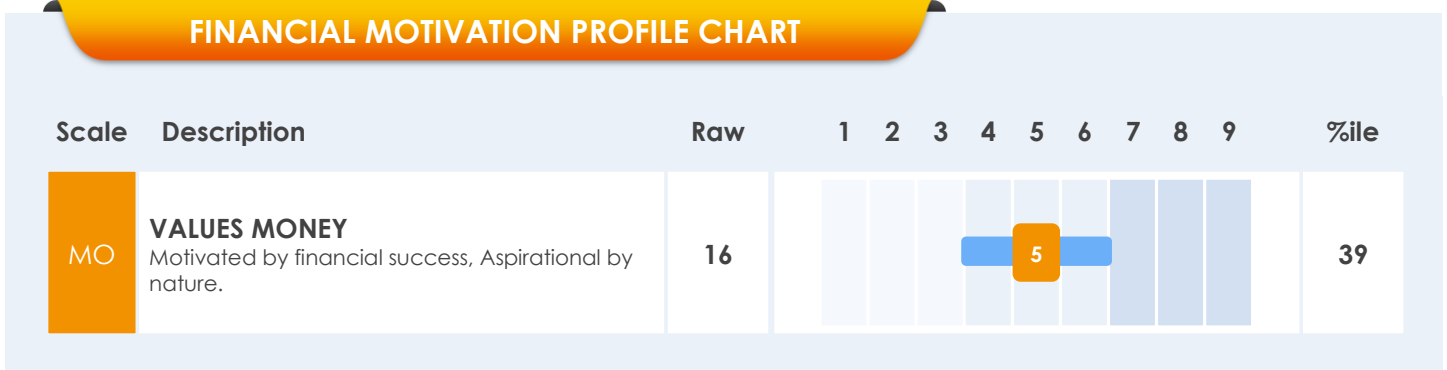 FINANCIAL MOTIVATION PROFILE CHART
Scale Description Raw 1 2 3 4 5 6 7 8 9 %ile
VALUES MONEY
MO Motivated by financial success, Aspirational by 16 5 39
nature.